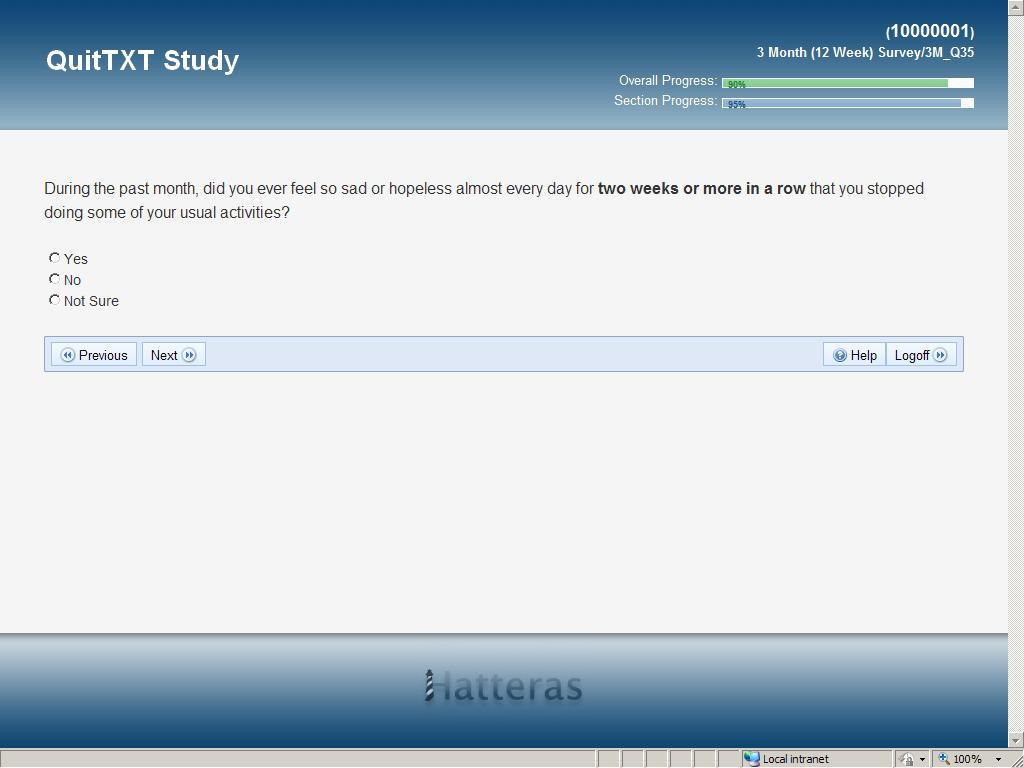 QuitTXT Study
(10000001)
3 Month (12 Week) Survey/3M_Q35
Overall Progress: 90%
Section Progress: 95%
During the past month, did you ever feel so sad or hopeless almost every day for two weeks or more in a row that you stopped
doing some of your usual activities?
Yes
No
Not Sure
Previous Next Help Logoff
Hatteras
Local intranet 100%